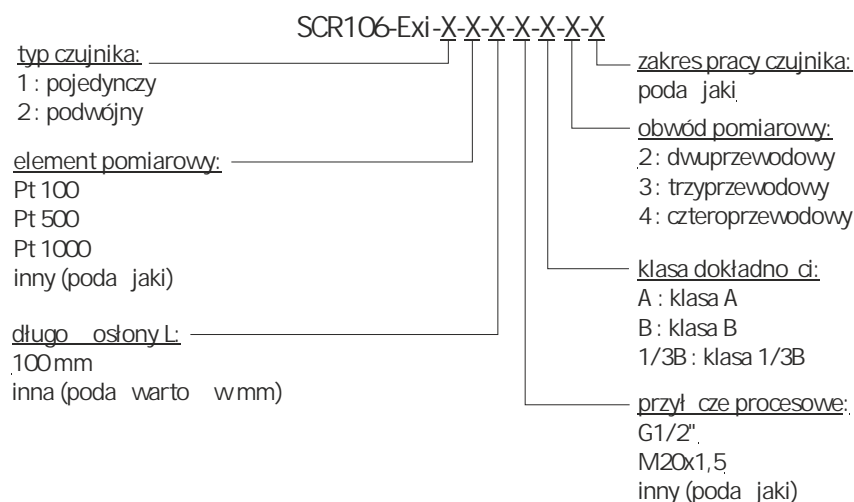 SCR106-Exi-X-X-X-X-X-X-X
typ czujnika:
1 : pojedynczy
2 : podwójny
element pomiarowy:
Pt 100
Pt 500
Pt 1000
inny (poda jaki)
długo osłony L:
100 mm
inna (poda warto w mm)
zakres pracy czujnika:
poda jaki
obwód pomiarowy:
2 : dwuprzewodowy
3 : trzyprzewodowy
4 : czteroprzewodowy
klasa dokładno ci:
A : klasa A
B : klasa B
1/3B : klasa 1/3B
przył cze procesowe:
G1/2"
M20x1,5
inny (poda jaki)